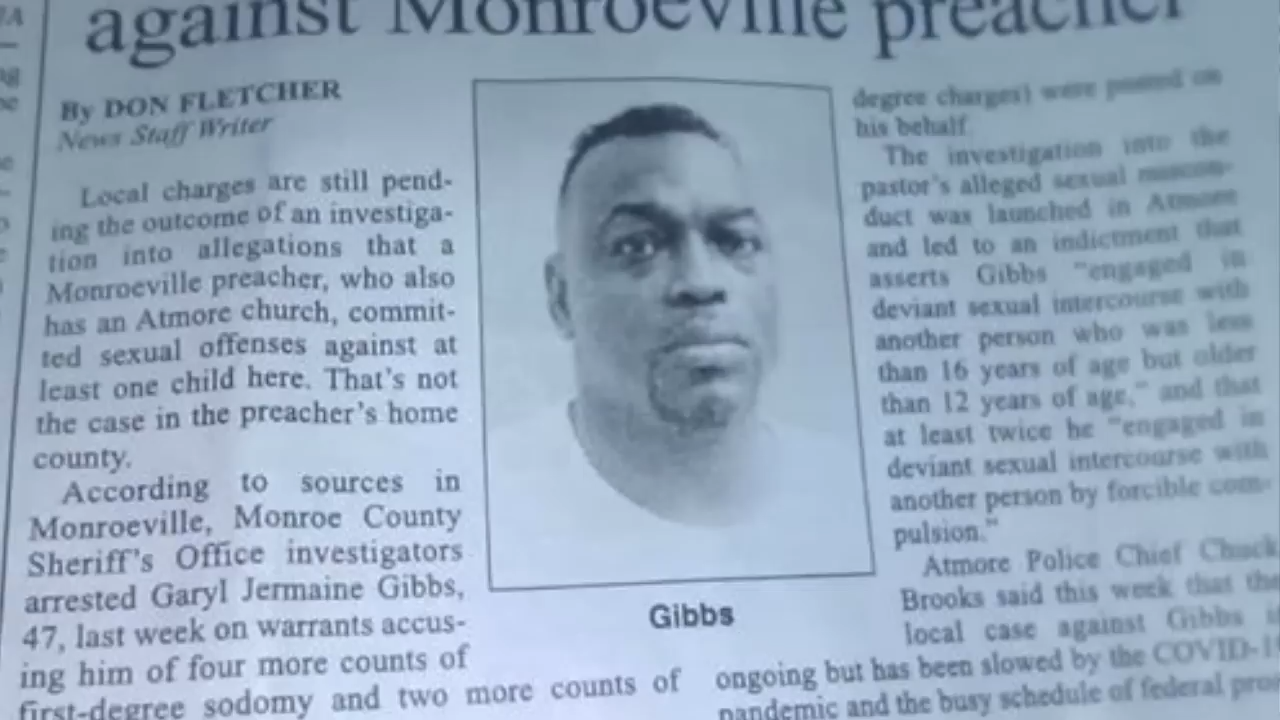 against Monroeville preacher
By DON FLETCHER
News Staff Writer
Local charges are still pend-
ing the outcome of an investiga-
tion into allegations that a
Monroeville preacher, who also
has an Atmore church, commit-
ted sexual offenses against at
least one child here. That's not
the case in the preacher's home
county.
According to sources in
Monroeville, Monroe County
Sheriff's Office investigators
arrested Garyl Jermaine Gibbs,
47, last week on warrants accus-
ing him of four more counts of
first-degree sodomy and two more counts of
Gibbs
degree charges) were posted on
his behalf.
The investigation into the
pastor's alleged sexual miscon-
duct was launched in Atmore
and led to an indictment that
asserts Gibbs "engaged in
deviant sexual intercourse with
another person who was less
than 16 years of age but older
than 12 years of age," and that
at least twice he "engaged in
deviant sexual intercourse with
another person by forcible com-
pulsion."
Atmore Police Chief Chuck
Brooks said this week that the
local case against Gibbs
ongoing but has been slowed by the COVID-19
pandemic and the busy schedule of federal